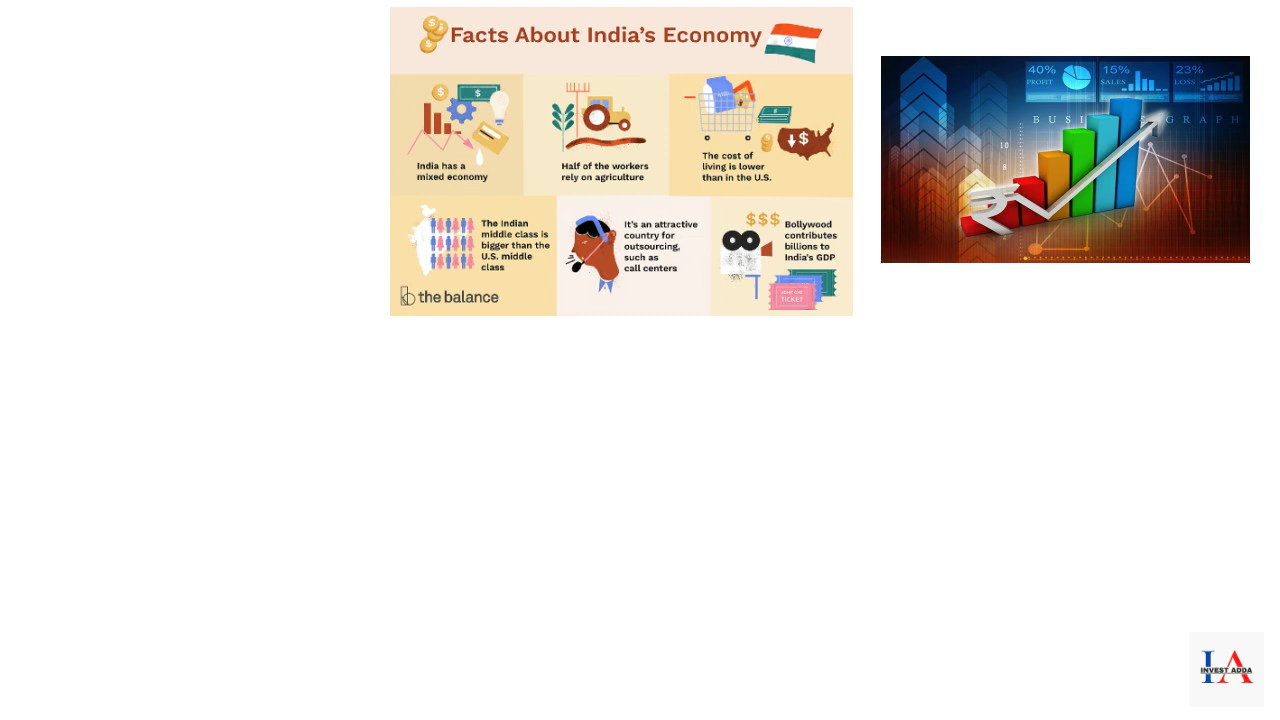 Facts About India's Economy
India has a
mixed economy
Half of the workers
rely on agriculture
The cost of
living is lower
than in the U.S.
The Indian
middle class is
bigger than the
U.S. middle
class
It's an attractive
country for
outsourcing,
such as
call centers
Bollywood
contributes
billions to
India's GDP
TICKET
the balance
40%
PROFIT
15%
SALES
23%
LOSS
GRAPH
10
8
IA
INVEST ADDA